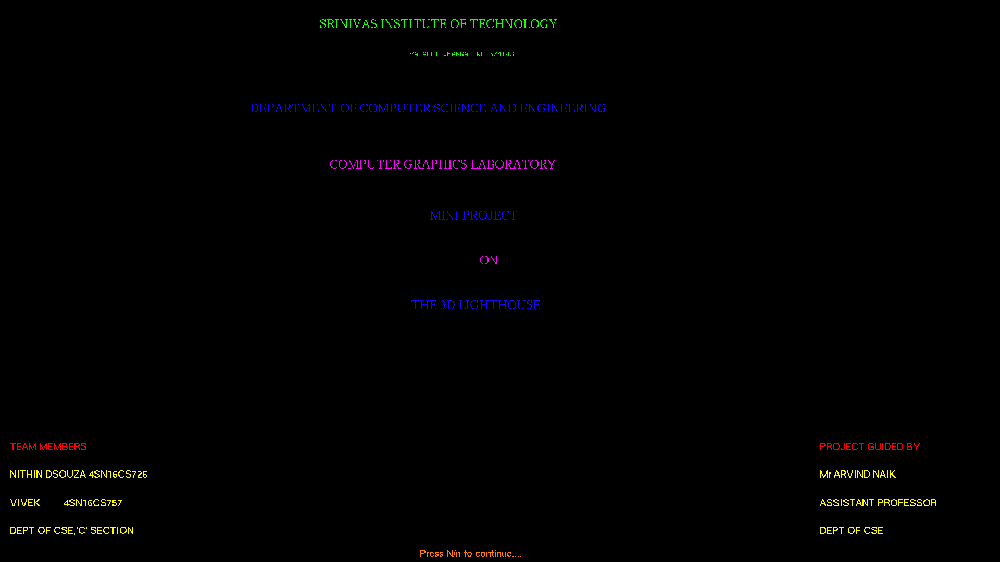 SRINIVAS INSTITUTE OF TECHNOLOGY
VALACHIL,MANGALURU-574143
DEPARTMENT OF COMPUTER SCIENCE AND ENGINEERING
COMPUTER GRAPHICS LABORATORY
MINI PROJECT
ON
THE 3D LIGHTHOUSE
TEAM MEMBERS
NITHIN DSOUZA 4SN16CS726
VIVEK 4SN16CS757
DEPT OF CSE,'C' SECTION
PROJECT GUIDED BY
Mr ARVIND NAIK
ASSISTANT PROFESSOR
DEPT OF CSE
Press N/n to continue....